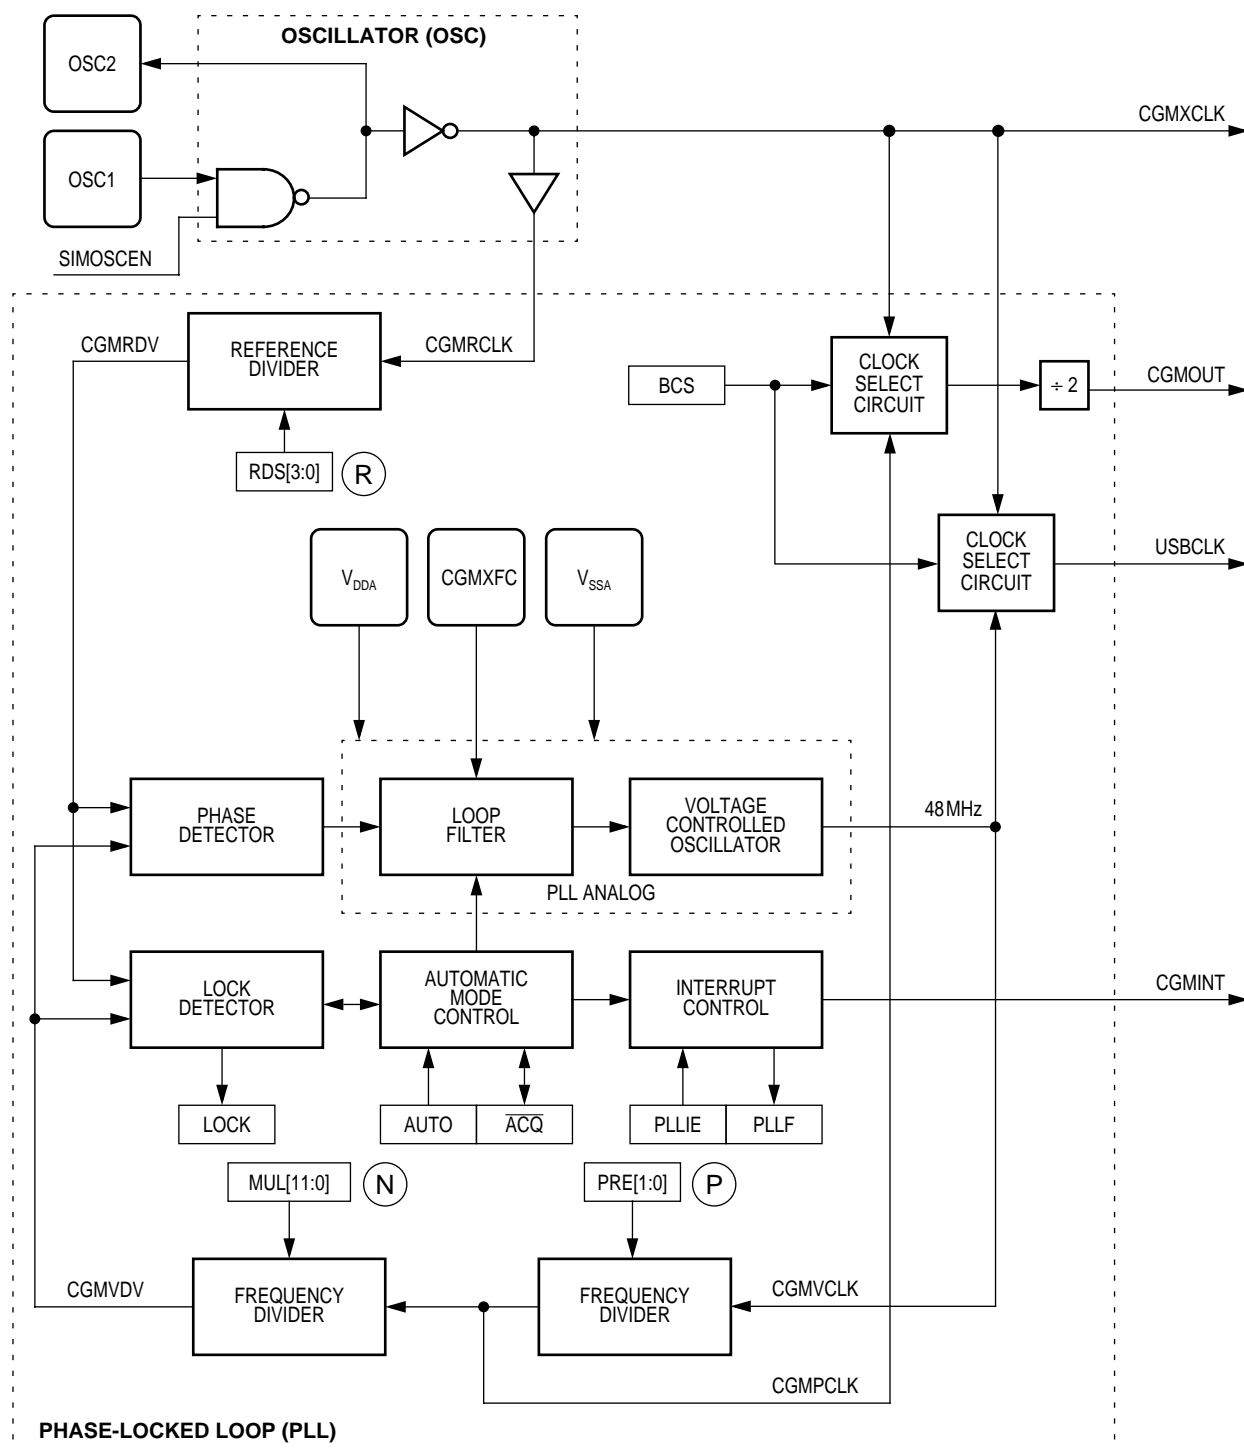 OSCILLATOR (OSC)
OSC2
CGMXCLK
OSC1
SIMOSCEN
CGMRDV
REFERENCE
DIVIDER
CGMRCLK
CLOCK
SELECT
CIRCUIT
BCS
÷ 2
CGMOUT
RDS[3:0]
R
CLOCK
SELECT
CIRCUIT
USBCLK
VDDA
CGMXFC
VSSA
PHASE
DETECTOR
LOOP
FILTER
VOLTAGE
CONTROLLED
OSCILLATOR
48MHz
PLL ANALOG
LOCK
DETECTOR
AUTOMATIC
MODE
CONTROL
INTERRUPT
CONTROL
CGMINT
LOCK
AUTO
ACQ
PLLIE
PLLF
MUL[11:0]
N
PRE[1:0]
P
CGMVDV
FREQUENCY
DIVIDER
FREQUENCY
DIVIDER
CGMVCLK
CGMPCLK
PHASE-LOCKED LOOP (PLL)